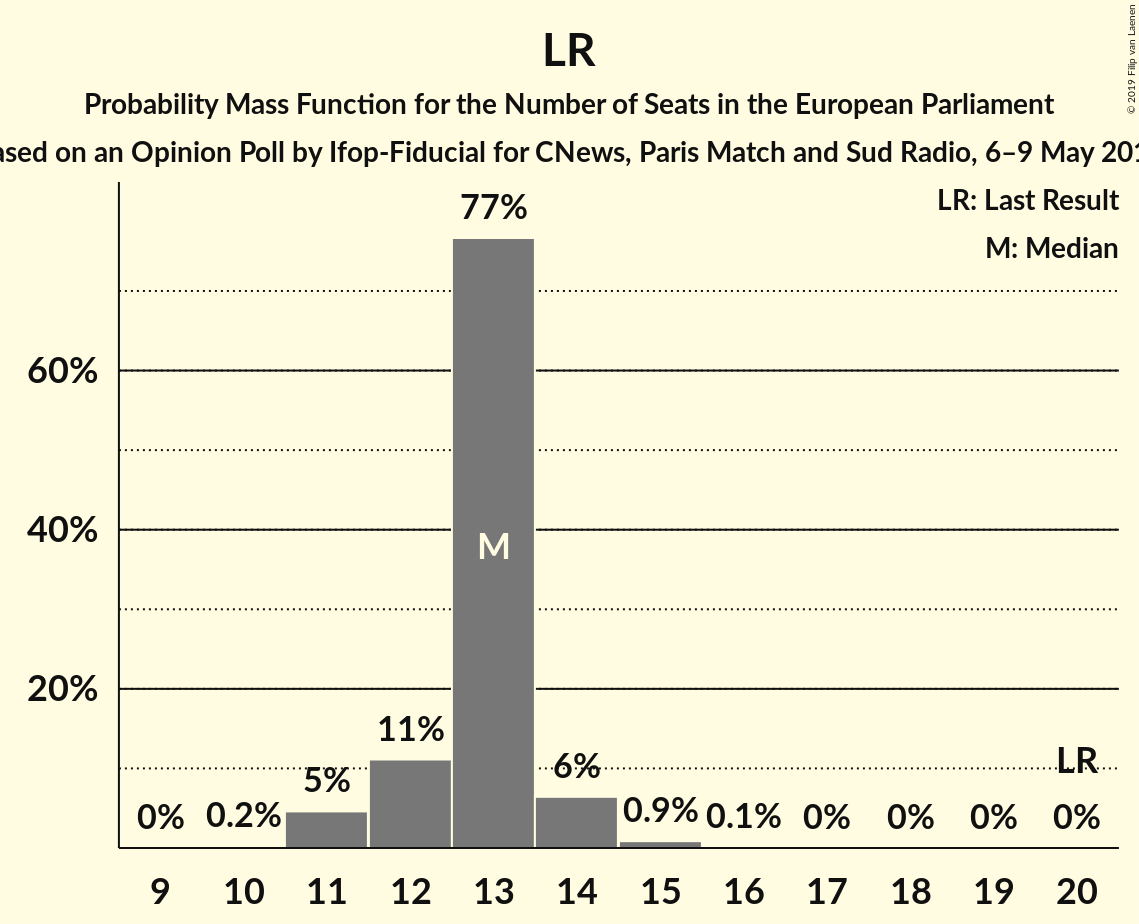 LR
Probability Mass Function for the Number of Seats in the European Parliament
on an Opinion Poll by Ifop-Fiducial for CNews, Paris Match and Sud Radio, 6–9 May
© 2019 Filip van Laenen
LR: Last Result
M: Median
77%
60%
40%
M
20%
11%
5%
6%
LR
0%
0.2%
0.9%
0.1%
0%
0%
0%
0%
9 10 11 12 13 14 15 16 17 18 19 20